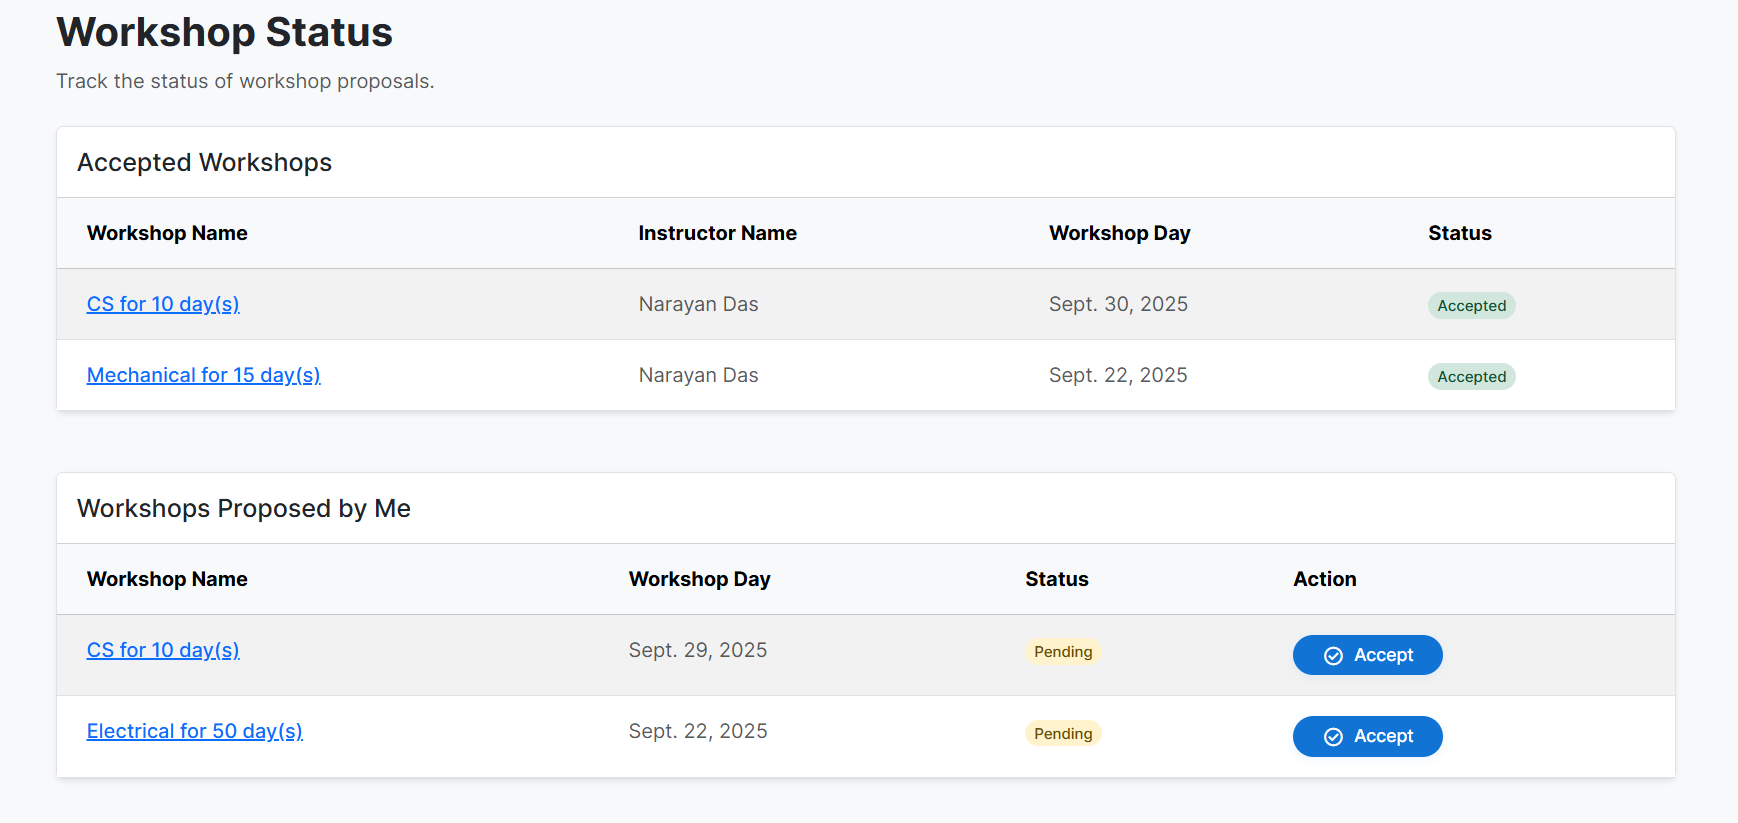 Workshop Status
Track the status of workshop proposals.
Accepted Workshops
Workshop Name Instructor Name Workshop Day Status
CS for 10 day(s) Narayan Das Sept. 30, 2025 Accepted
Mechanical for 15 day(s) Narayan Das Sept. 22, 2025 Accepted
Workshops Proposed by Me
Workshop Name Workshop Day Status Action
CS for 10 day(s) Sept. 29, 2025 Pending Accept
Electrical for 50 day(s) Sept. 22, 2025 Pending Accept